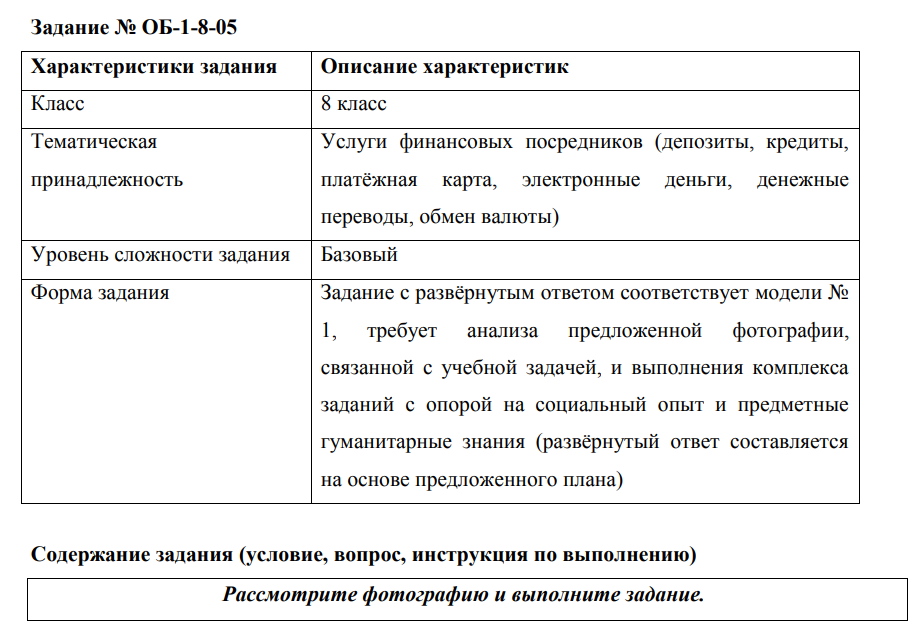 Задание № ОБ-1-8-05
Характеристики задания
Описание характеристик
Класс
8 класс
Тематическая
принадлежность
Услуги финансовых посредников (депозиты, кредиты,
платёжная карта, электронные деньги, денежные
переводы, обмен валюты)
Уровень сложности задания
Базовый
Форма задания
Задание с развёрнутым ответом соответствует модели №
1, требует анализа предложенной фотографии,
связанной с учебной задачей, и выполнения комплекса
заданий с опорой на социальный опыт и предметные
гуманитарные знания (развёрнутый ответ составляется
на основе предложенного плана)
Содержание задания (условие, вопрос, инструкция по выполнению)
Рассмотрите фотографию и выполните задание.